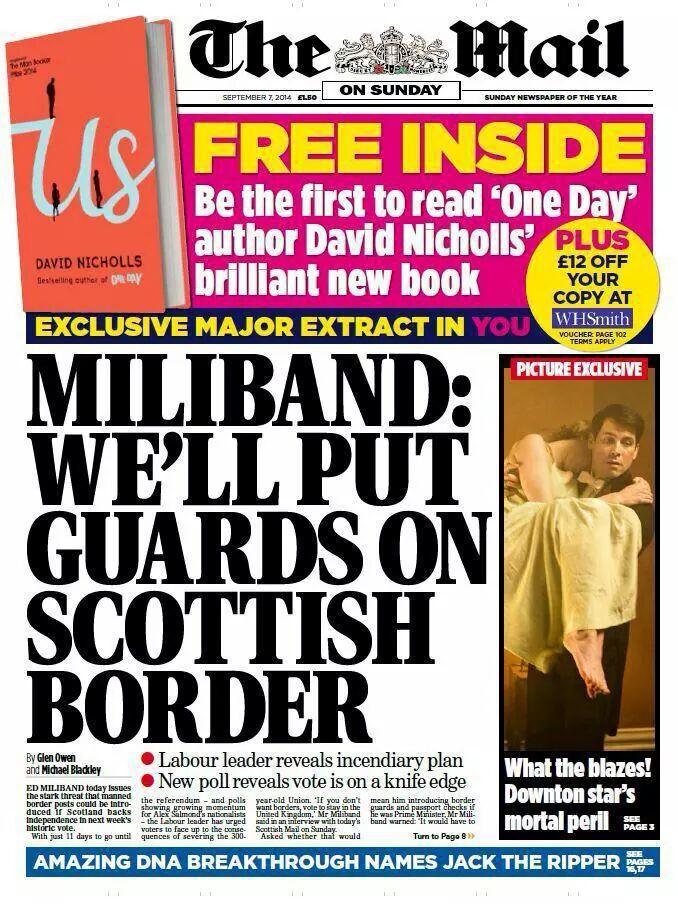 The Mail
ON SUNDAY
SEPTEMBER 7, 2014 £1.50
SUNDAY NEWSPAPER OF THE YEAR
The Man Booker
Prize 2014
Us
DAVID NICHOLLS
Bestselling author of ONE DAY
FREE INSIDE
Be the first to read ‘One Day’
author David Nicholls’
brilliant new book
PLUS
£12 OFF
YOUR
COPY AT
WHSmith
VOUCHER: PAGE 102
TERMS APPLY
EXCLUSIVE MAJOR EXTRACT IN YOU
MILIBAND:
WE’LL PUT
GUARDS ON
SCOTTISH
BORDER
PICTURE EXCLUSIVE
What the blazes!
Downton star’s
mortal peril
SEE
PAGE 3
By Glen Owen
and Michael Blackley
• Labour leader reveals incendiary plan
• New poll reveals vote is on a knife edge
ED MILIBAND today issues
the stark threat that manned
border posts could be intro-
duced if Scotland backs
independence in next week’s
historic vote.
With just 11 days to go until
the referendum – and polls
showing growing momentum
for Alex Salmond’s nationalists
– the Labour leader has urged
voters to face up to the conse-
quences of severing the 300-
year-old Union. ‘If you don’t
want borders, vote to stay in the
United Kingdom,’ Mr Miliband
said in an interview with today’s
Scottish Mail on Sunday.
Asked whether that would
mean him introducing border
guards and passport checks if
he was Prime Minister, Mr Mili-
band warned: ‘It would have to
Turn to Page 8
AMAZING DNA BREAKTHROUGH NAMES JACK THE RIPPER
SEE
PAGES
16,17